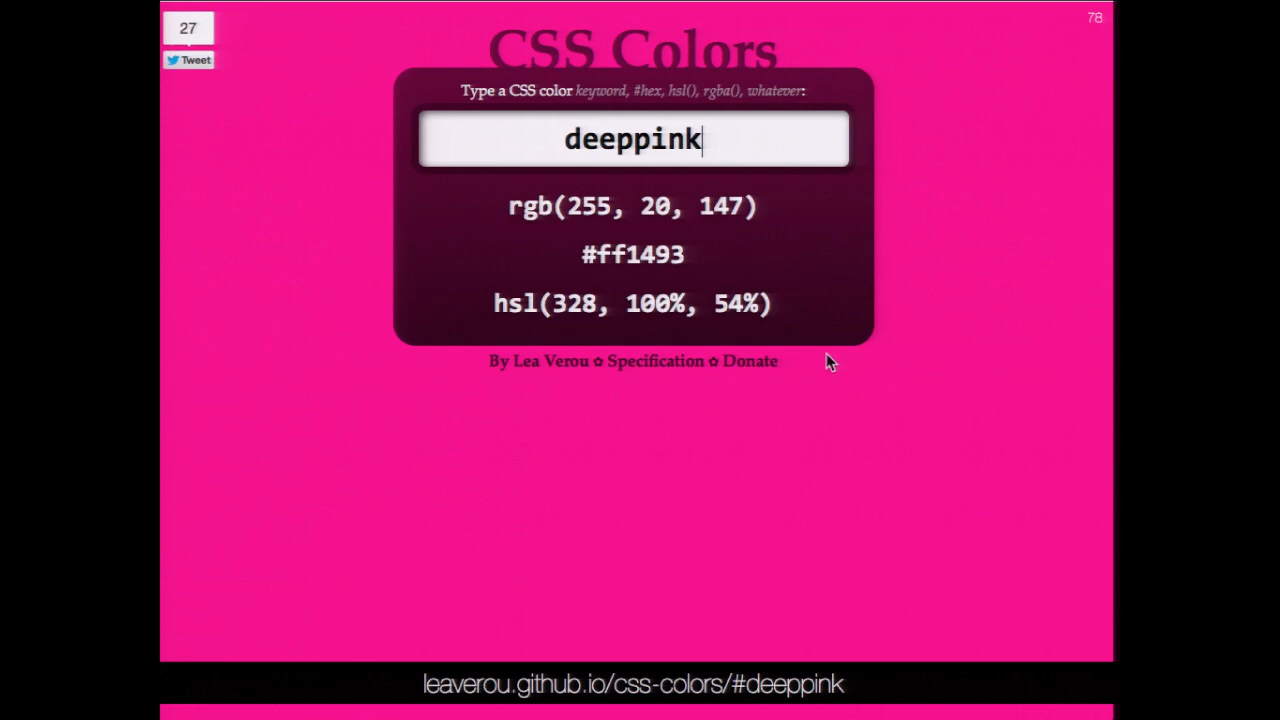 27
78
Tweet
CSS Colors
Type a CSS color keyword, #hex, hsl(), rgba(), whatever:
deeppink
rgb(255, 20, 147)
#ff1493
hsl(328, 100%, 54%)
By Lea Verou ✿ Specification ✿ Donate
leaverou.github.io/css-colors/#deeppink